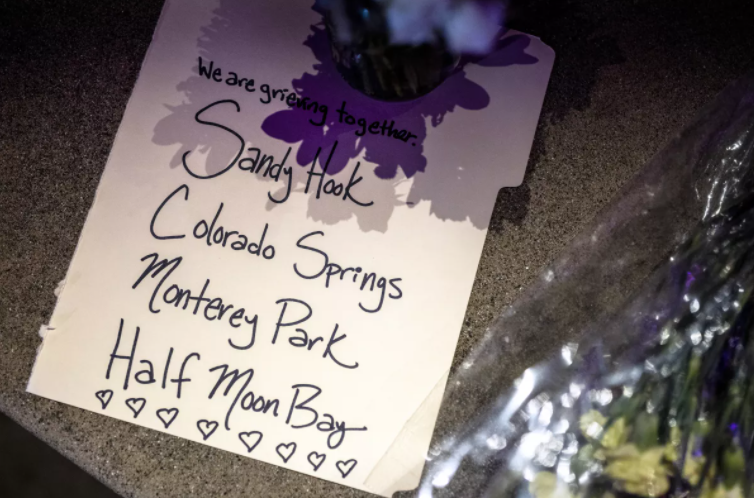 We are grieving together.
Sandy Hook
Colorado Springs
Monterey Park
Half Moon Bay